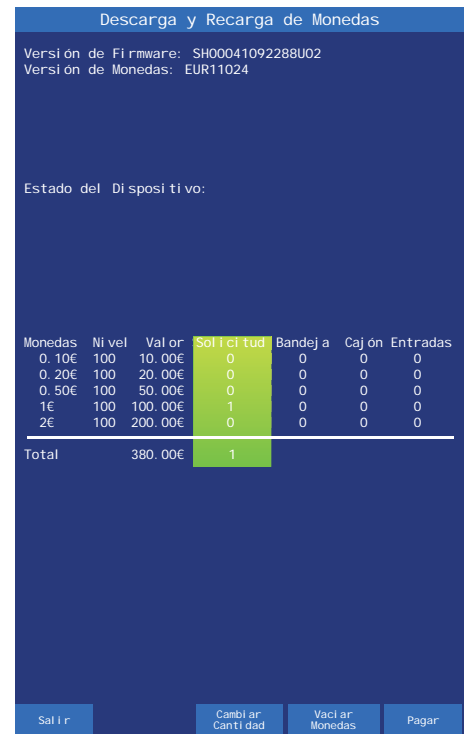 Descarga y Recarga de Monedas
Versión de Firmware: SH00041092288U02
Versión de Monedas: EUR11024
Estado del Dispositivo:
Monedas Nivel Valor Solicitud Bandeja Cajón Entradas
0.10€ 100 10.00€ 0 0 0 0
0.20€ 100 20.00€ 0 0 0 0
0.50€ 100 50.00€ 0 0 0 0
1€ 100 100.00€ 1 0 0 0
2€ 100 200.00€ 0 0 0 0
Total 380.00€ 1
Salir
Cambiar
Cantidad
Vaciar
Monedas
Pagar